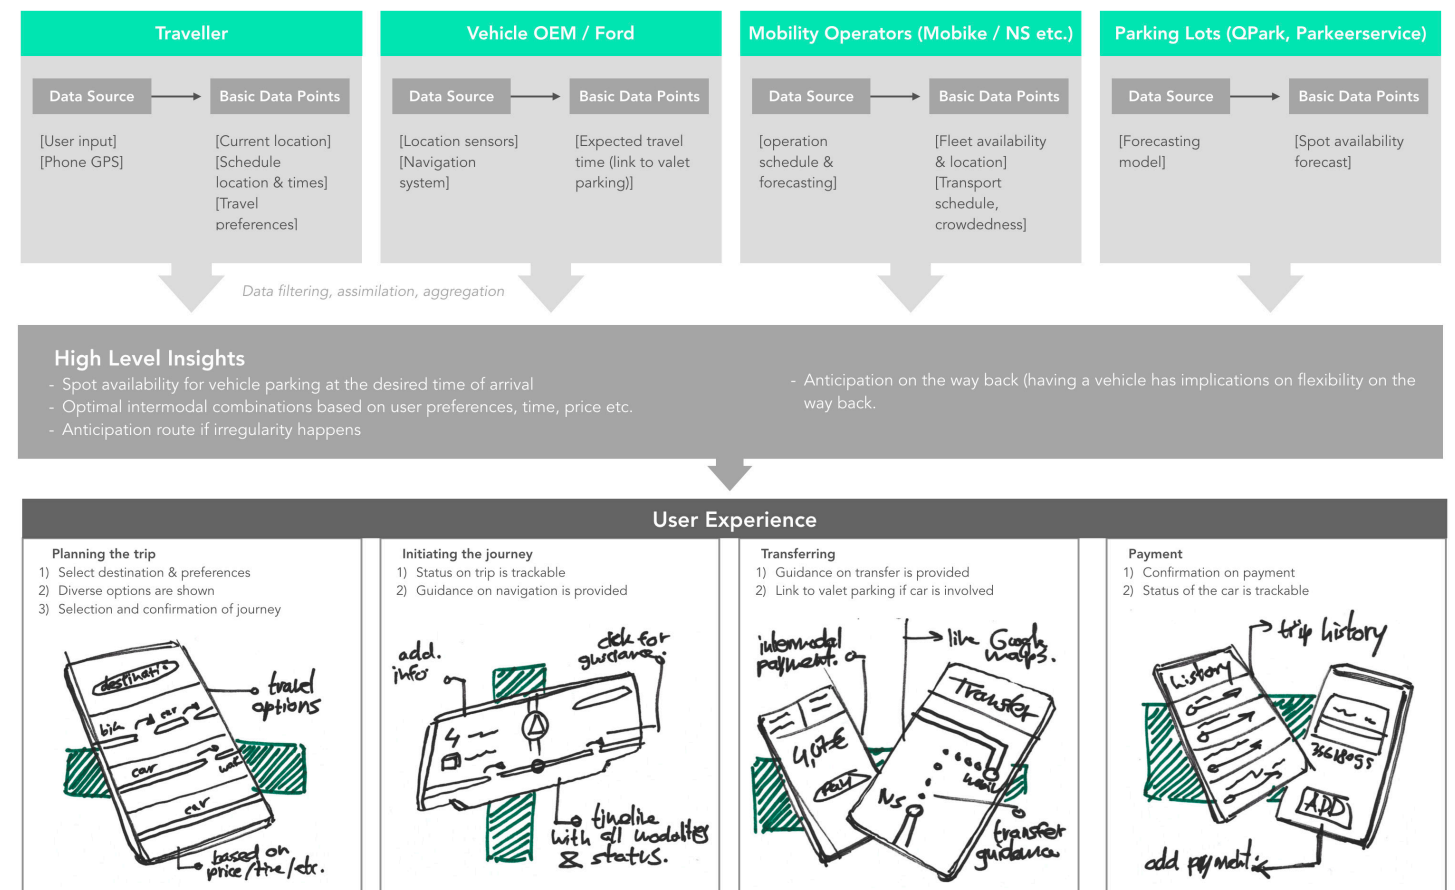 Traveller
Data Source
Basic Data Points
[User input]
[Phone GPS]
[Current location]
[Schedule
location & times]
[Travel
preferences]
Vehicle OEM / Ford
Data Source
Basic Data Points
[Location sensors]
[Navigation
system]
[Expected travel
time (link to valet
parking)]
Mobility Operators (Mobike / NS etc.)
Data Source
Basic Data Points
[operation
schedule &
forecasting]
[Fleet availability
& location]
[Transport
schedule,
crowdedness]
Parking Lots (QPark, Parkeerservice)
Data Source
Basic Data Points
[Forecasting
model]
[Spot availability
forecast]
Data filtering, assimilation, aggregation
High Level Insights
- Spot availability for vehicle parking at the desired time of arrival
- Optimal intermodal combinations based on user preferences, time, price etc.
- Anticipation route if irregularity happens
- Anticipation on the way back (having a vehicle has implications on flexibility on the
way back.
User Experience
Planning the trip
1) Select destination & preferences
2) Diverse options are shown
3) Selection and confirmation of journey
travel
options
car
car
car
based on
price/time/etc.
Initiating the journey
1) Status on trip is trackable
2) Guidance on navigation is provided
add.
info
click for
guidance.
timeline
with all modalities
& status.
Transferring
1) Guidance on transfer is provided
2) Link to valet parking if car is involved
intermodal
payment.
like Google
maps.
Transfer
4,07€
Pay
NS
transfer
guidance
Payment
1) Confirmation on payment
2) Status of the car is trackable
trip history
history
ADD
add payment